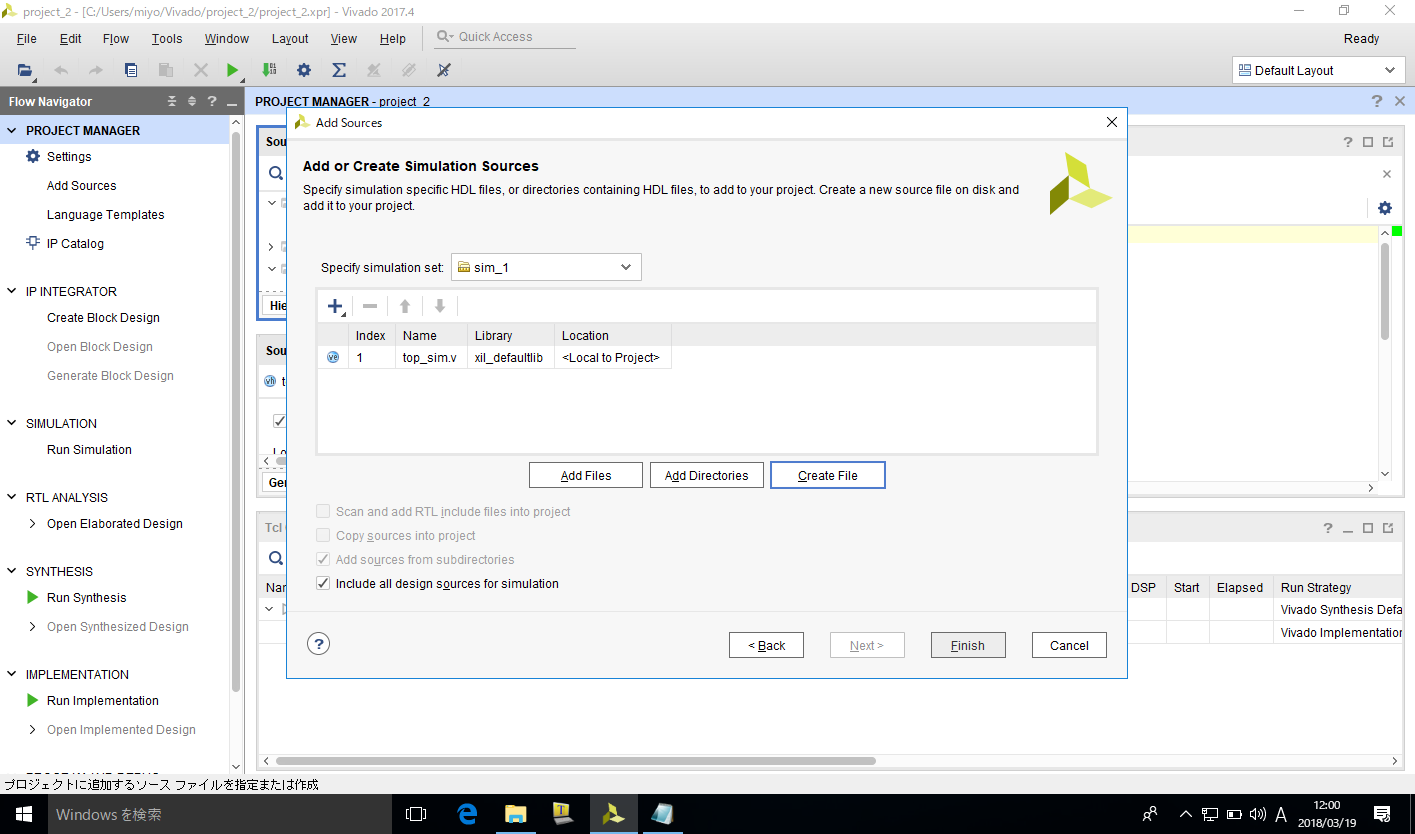 project_2 - [C:/Users/miyo/Vivado/project_2/project_2.xpr] - Vivado 2017.4
File Edit Flow Tools Window Layout View Help Quick Access Ready
Default Layout
Flow Navigator
PROJECT MANAGER
Settings
Add Sources
Language Templates
IP Catalog
IP INTEGRATOR
Create Block Design
Open Block Design
Generate Block Design
SIMULATION
Run Simulation
RTL ANALYSIS
Open Elaborated Design
SYNTHESIS
Run Synthesis
Open Synthesized Design
IMPLEMENTATION
Run Implementation
Open Implemented Design
PROJECT MANAGER - project_2
Sou
Hie
Sou
t
Ger
Tcl
Nar
Add Sources
Add or Create Simulation Sources
Specify simulation specific HDL files, or directories containing HDL files, to add to your project. Create a new source file on disk and
add it to your project.
Specify simulation set: sim_1
Index Name Library Location
1 top_sim.v xil_defaultlib <Local to Project>
Add Files Add Directories Create File
Scan and add RTL include files into project
Copy sources into project
Add sources from subdirectories
Include all design sources for simulation
? < Back Next > Finish Cancel
DSP Start Elapsed Run Strategy
Vivado Synthesis Defa
Vivado Implementation
プロジェクトに追加するソース ファイルを指定または作成
Windows を検索
A
12:00
2018/03/19